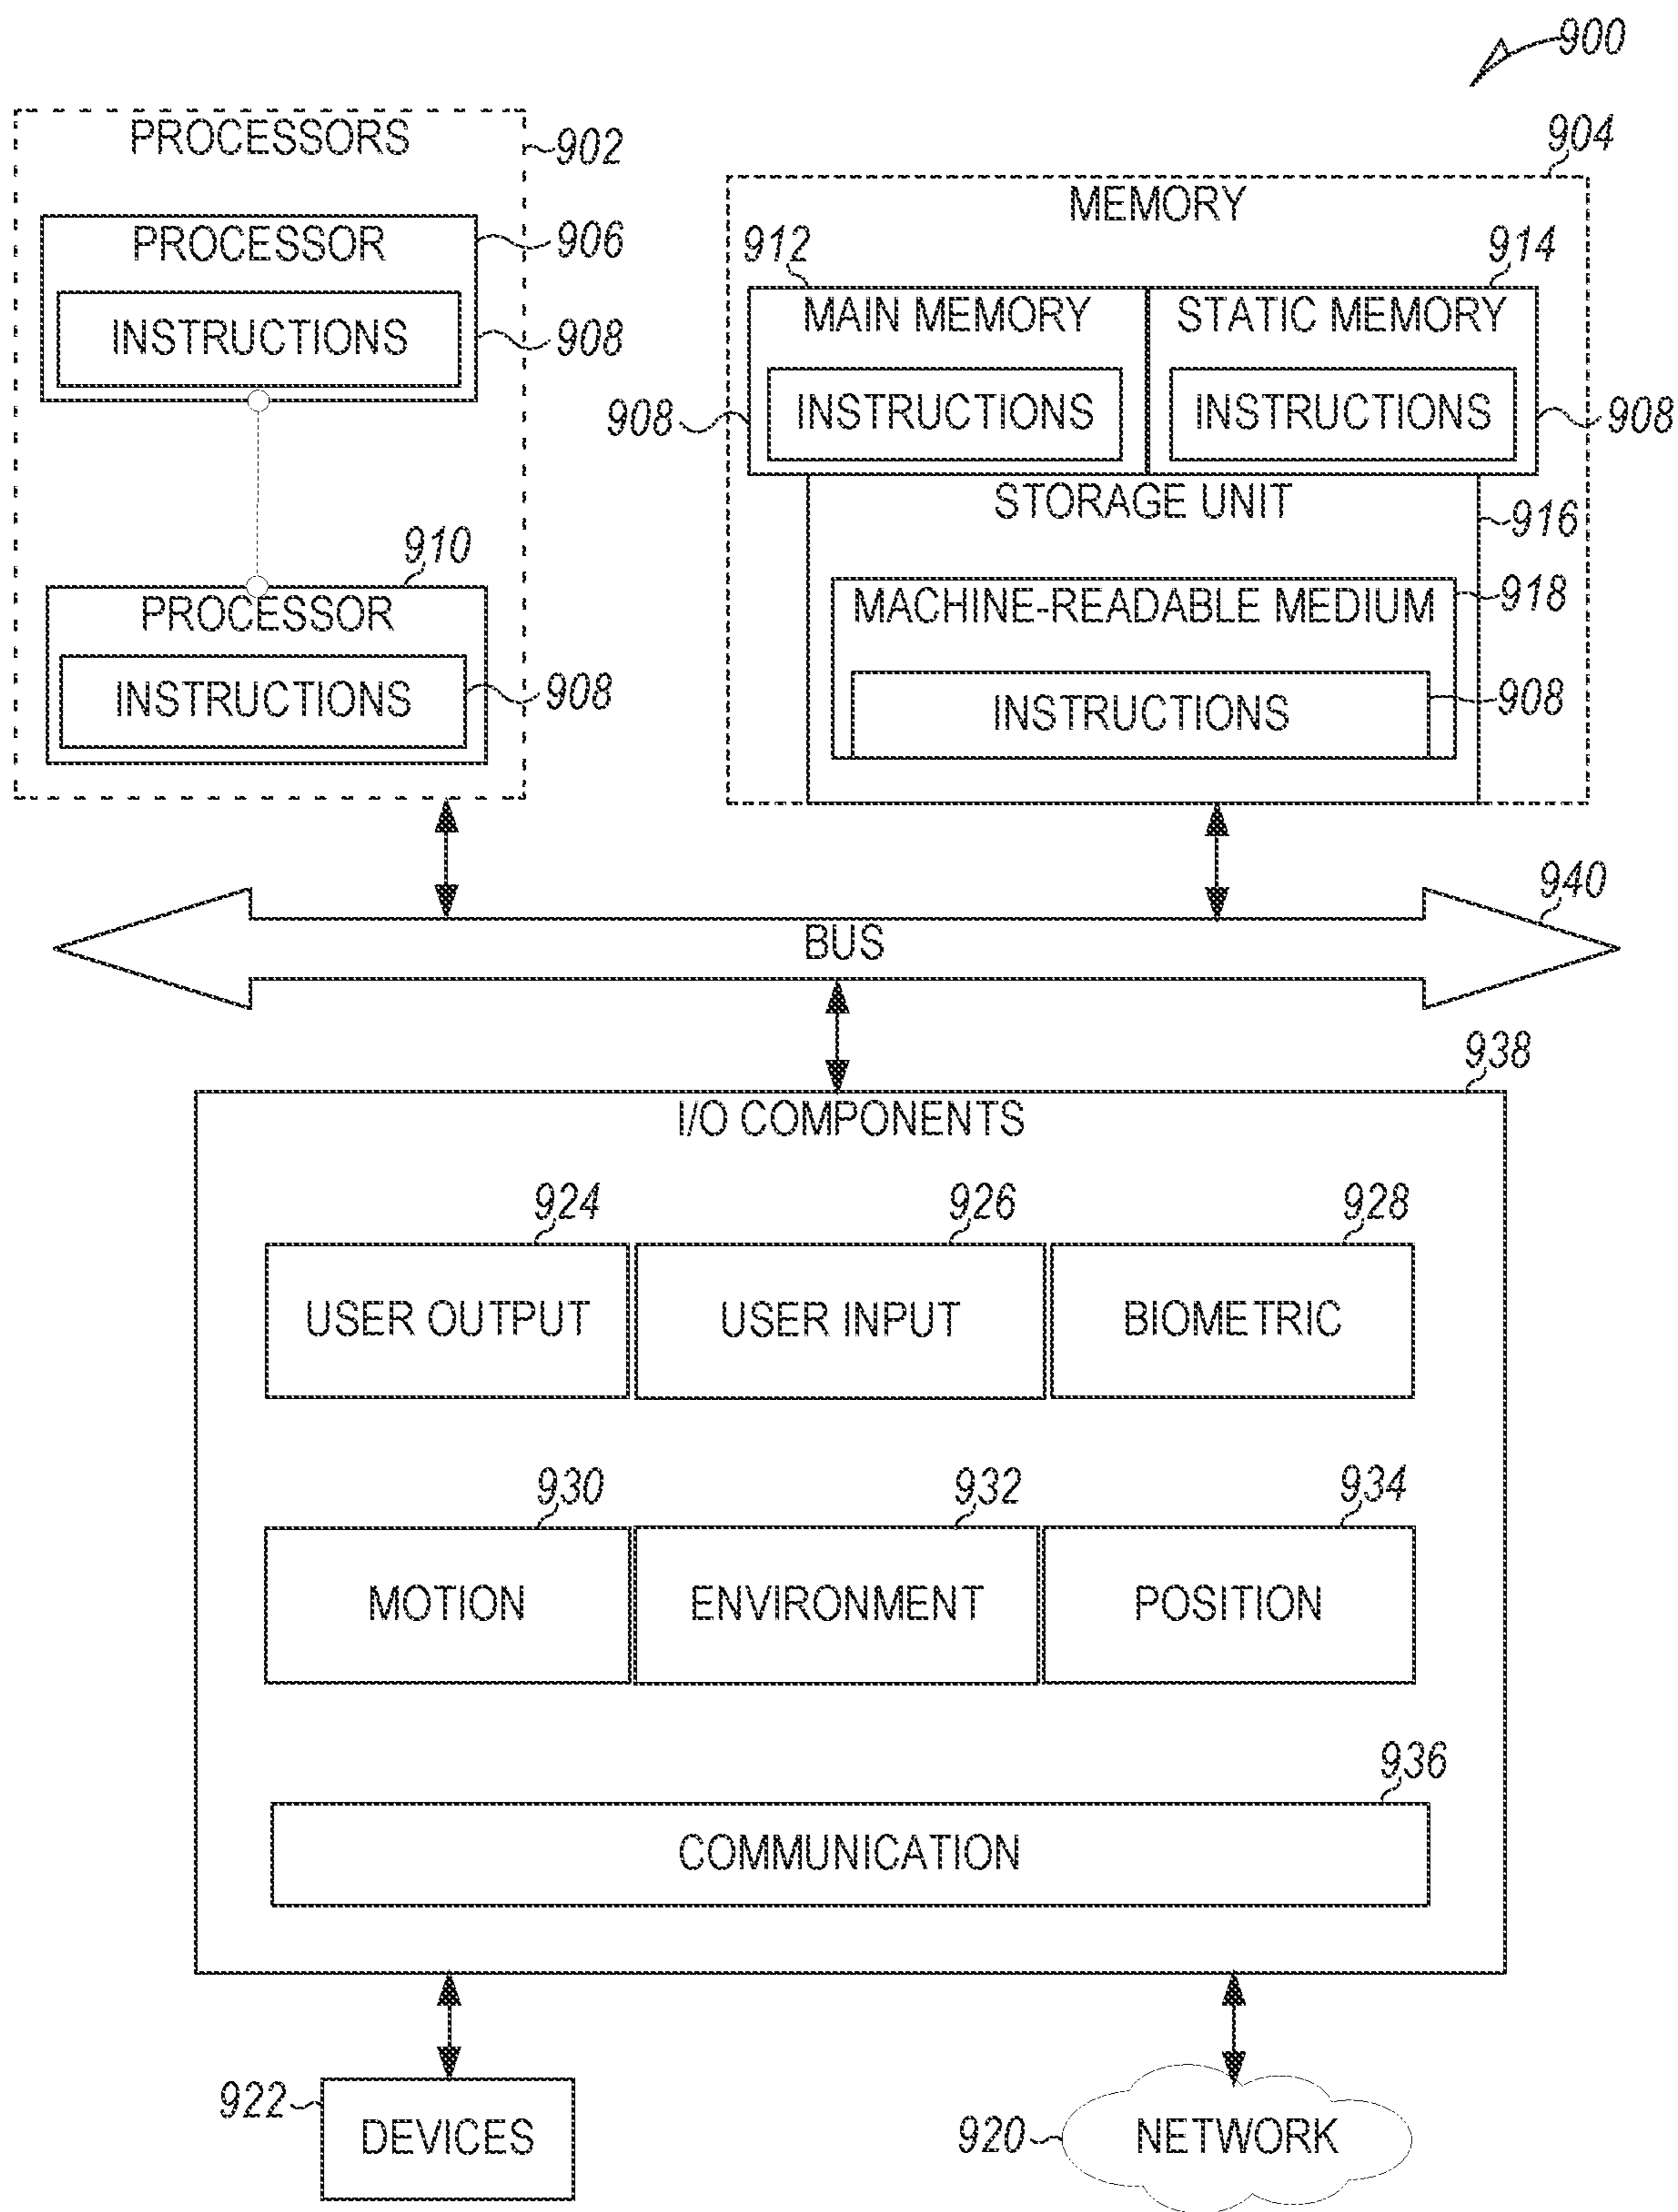 900
PROCESSORS
902
PROCESSOR
906
INSTRUCTIONS
908
910
PROCESSOR
INSTRUCTIONS
908
904
MEMORY
912
914
MAIN MEMORY
STATIC MEMORY
908
INSTRUCTIONS
INSTRUCTIONS
908
STORAGE UNIT
916
MACHINE-READABLE MEDIUM
918
INSTRUCTIONS
908
940
BUS
938
I/O COMPONENTS
924
926
928
USER OUTPUT
USER INPUT
BIOMETRIC
930
932
934
MOTION
ENVIRONMENT
POSITION
936
COMMUNICATION
922
DEVICES
920
NETWORK